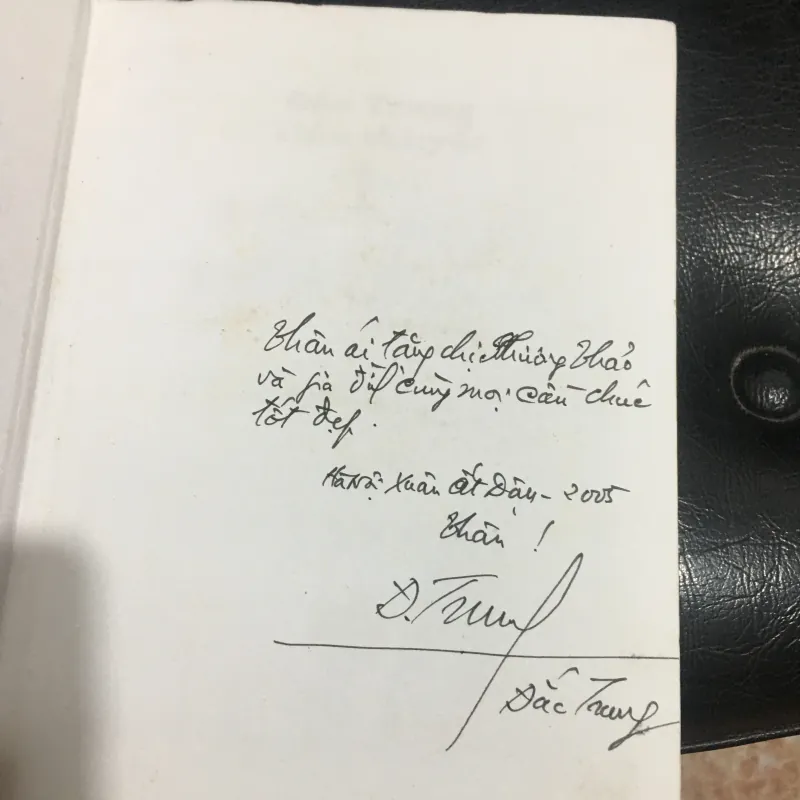 Thân ái tặng chị Phương Thảo
và gia đình cùng mọi cầu chúc
tốt đẹp.
Hà Nội Xuân Ất Dậu - 2005
Thân!
Đ. Trung
Đắc Trung